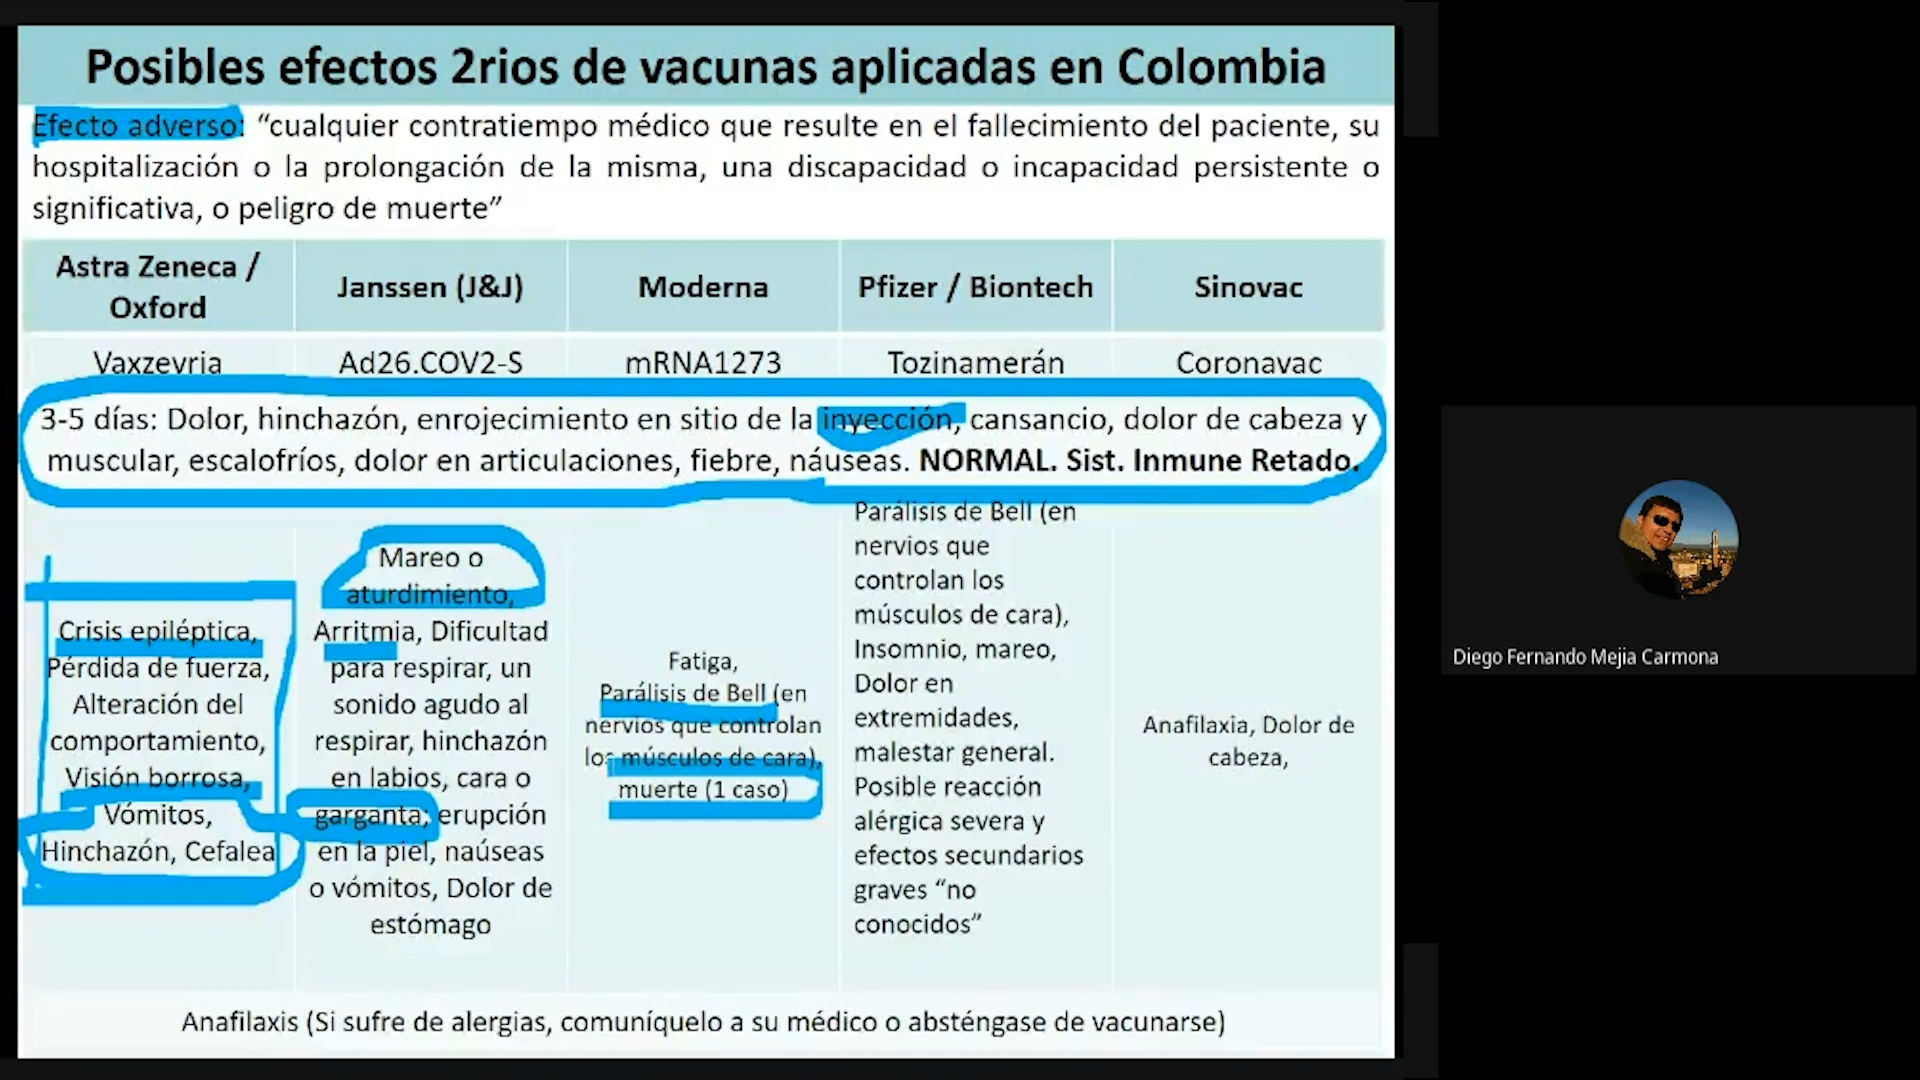 Posibles efectos 2rios de vacunas aplicadas en Colombia
Efecto adverso: “cualquier contratiempo médico que resulte en el fallecimiento del paciente, su
hospitalización o la prolongación de la misma, una discapacidad o incapacidad persistente o
significativa, o peligro de muerte”
Astra Zeneca /
Oxford
Janssen (J&J)
Moderna
Pfizer / Biontech
Sinovac
Vaxzevria
Ad26.COV2-S
mRNA1273
Tozinamerán
Coronavac
3-5 días: Dolor, hinchazón, enrojecimiento en sitio de la inyección, cansancio, dolor de cabeza y
muscular, escalofríos, dolor en articulaciones, fiebre, náuseas. NORMAL. Sist. Inmune Retado.
Crisis epiléptica,
Pérdida de fuerza,
Alteración del
comportamiento,
Visión borrosa,
Vómitos,
Hinchazón, Cefalea
Mareo o
aturdimiento,
Arritmia, Dificultad
para respirar, un
sonido agudo al
respirar, hinchazón
en labios, cara o
garganta; erupción
en la piel, naúseas
o vómitos, Dolor de
estómago
Fatiga,
Parálisis de Bell (en
nervios que controlan
los músculos de cara),
muerte (1 caso)
Parálisis de Bell (en
nervios que
controlan los
músculos de cara),
Insomnio, mareo,
Dolor en
extremidades,
malestar general.
Posible reacción
alérgica severa y
efectos secundarios
graves “no
conocidos”
Anafilaxia, Dolor de
cabeza,
Anafilaxis (Si sufre de alergias, comuníquelo a su médico o absténgase de vacunarse)
Diego Fernando Mejia Carmona